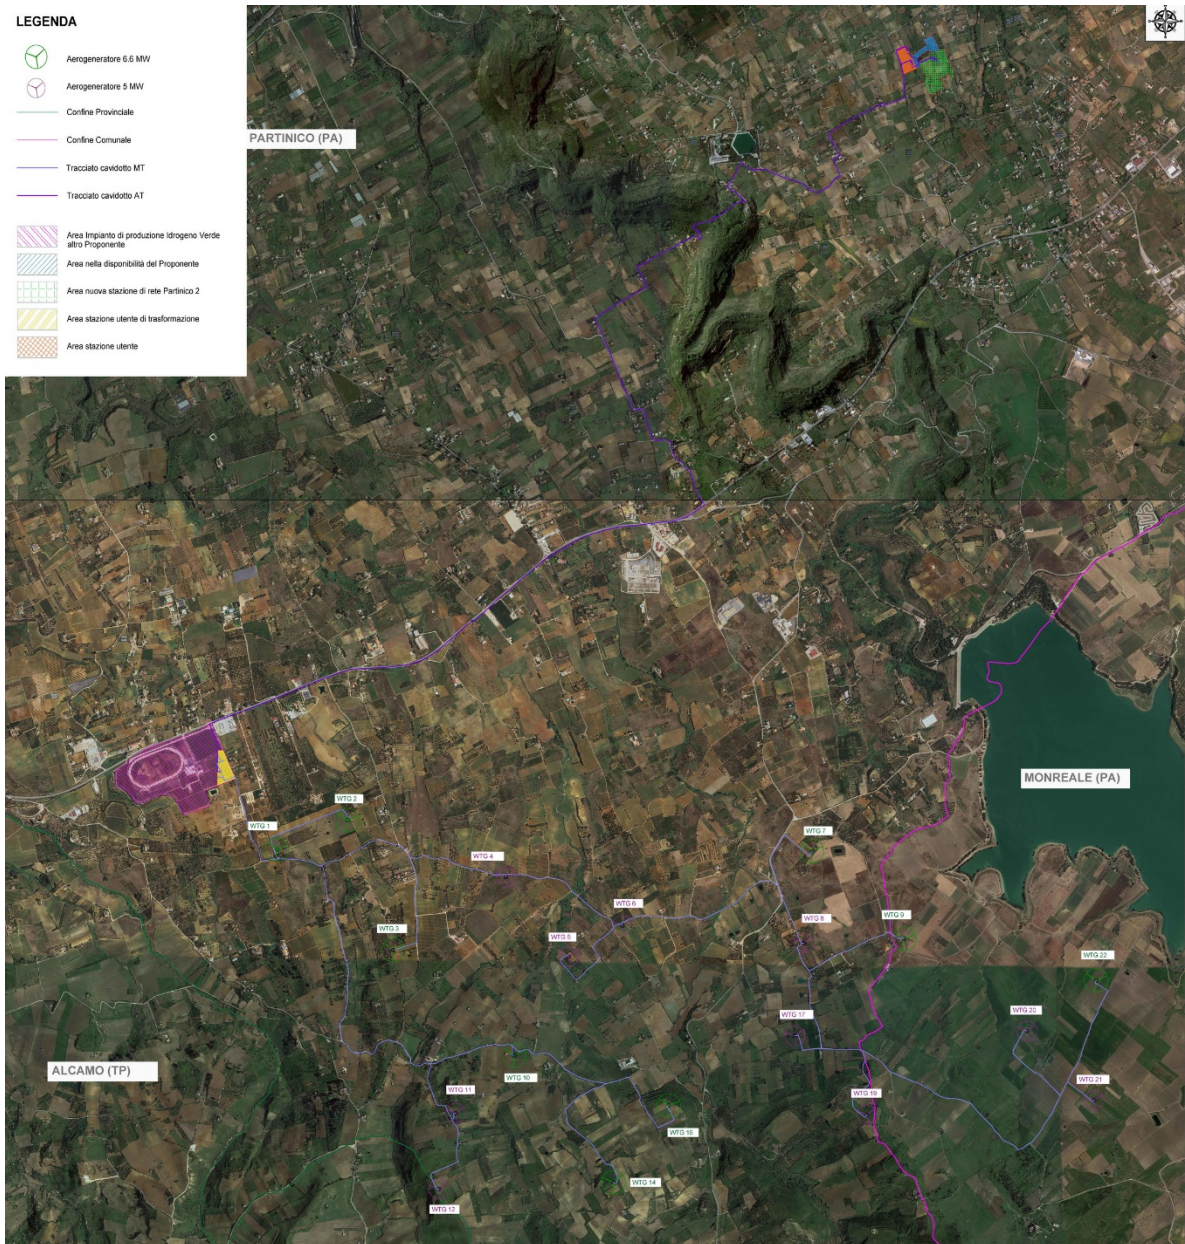 LEGENDA
Aerogeneratore 6.6 MW
Aerogeneratore 5 MW
Confine Provinciale
Confine Comunale
Tracciato cavidotto MT
Tracciato cavidotto AT
Area Impianto di produzione Idrogeno Verde
altro Proponente
Area nella disponibilità del Proponente
Area nuova stazione di rete Partinico 2
Area stazione utente di trasformazione
Area stazione utente
PARTINICO (PA)
MONREALE (PA)
WTG 2
WTG 1
WTG 7
WTG 4
WTG 6
WTG 8
WTG 9
WTG 3
WTG 5
WTG 22
WTG 20
WTG 17
ALCAMO (TP)
WTG 10
WTG 21
WTG 11
WTG 19
WTG 15
WTG 14
WTG 12